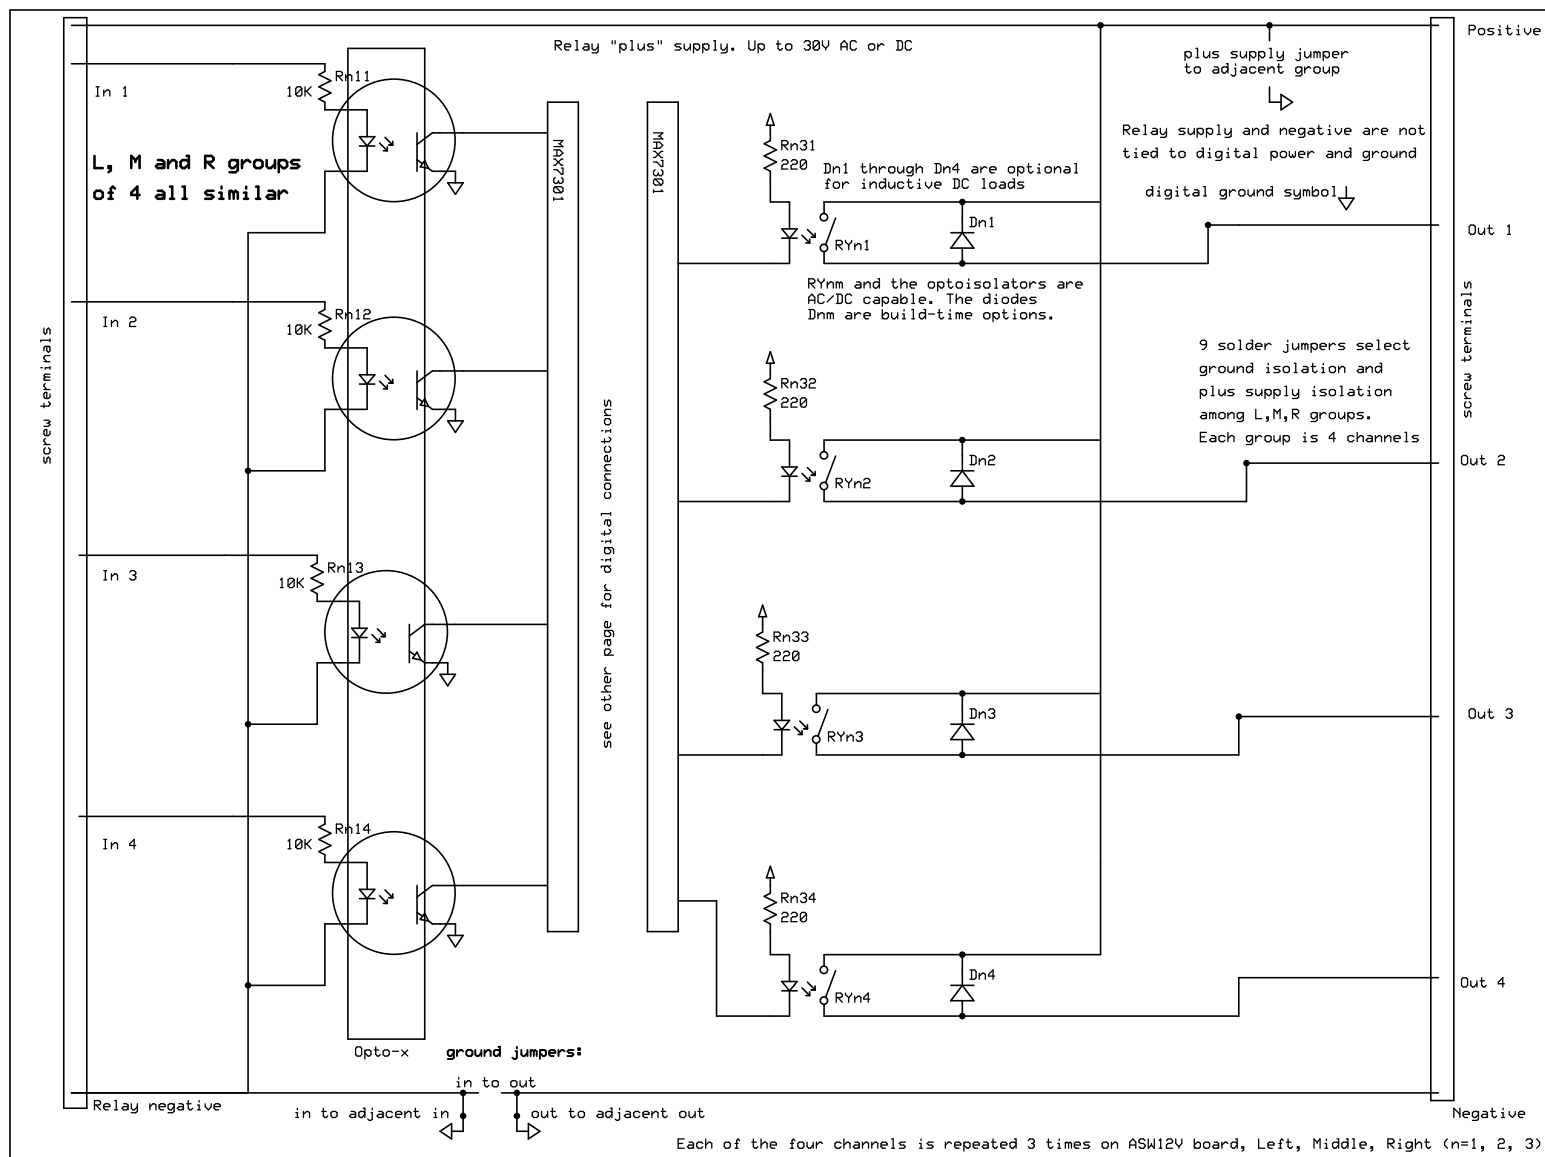 Relay "plus" supply. Up to 30V AC or DC
Positive
plus supply jumper
to adjacent group
In 1
Rn11
10K
L, M and R groups
of 4 all similar
MAX7301
MAX7301
Rn31
220
Dn1 through Dn4 are optional
for inductive DC loads
Relay supply and negative are not
tied to digital power and ground
digital ground symbol
Dn1
RYn1
Out 1
RYnm and the optoisolators are
AC/DC capable. The diodes
Dnm are build-time options.
In 2
Rn12
10K
screw terminals
screw terminals
9 solder jumpers select
ground isolation and
plus supply isolation
among L,M,R groups.
Each group is 4 channels
Rn32
220
Dn2
RYn2
Out 2
see other page for digital connections
In 3
Rn13
10K
Rn33
220
Dn3
RYn3
Out 3
In 4
Rn14
10K
Rn34
220
Dn4
RYn4
Out 4
Opto-x
ground jumpers:
in to out
Relay negative
in to adjacent in
out to adjacent out
Negative
Each of the four channels is repeated 3 times on ASW12V board, Left, Middle, Right (n=1, 2, 3)